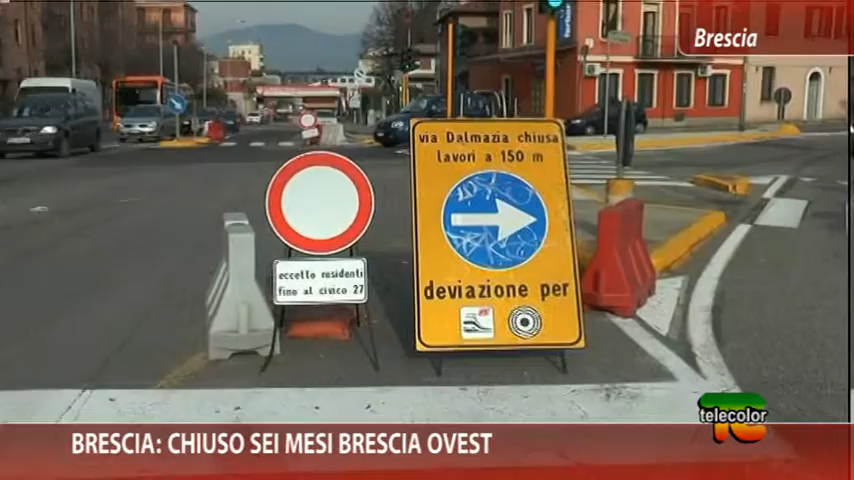 Brescia
via Dalmazia chiusa
lavori a 150 m
eccetto residenti
fino al civico 27
deviazione per
FS
telecolor
BRESCIA: CHIUSO SEI MESI BRESCIA OVEST